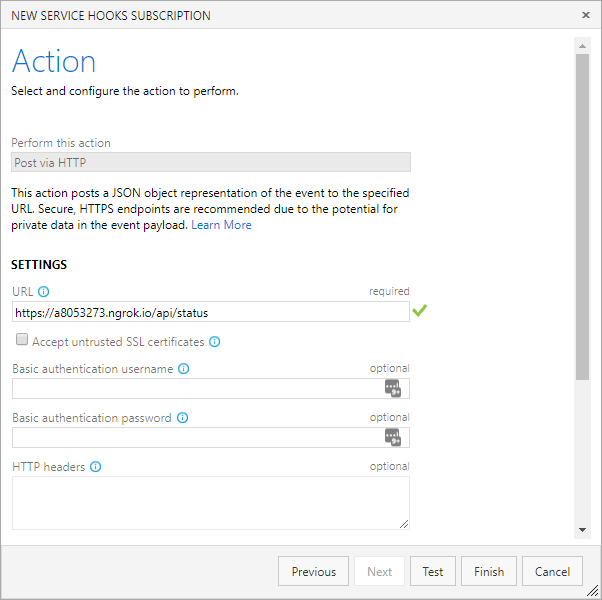 NEW SERVICE HOOKS SUBSCRIPTION
Action
Select and configure the action to perform.
Perform this action
Post via HTTP
This action posts a JSON object representation of the event to the specified
URL. Secure, HTTPS endpoints are recommended due to the potential for
private data in the event payload. Learn More
SETTINGS
URL required
https://a8053273.ngrok.io/api/status
Accept untrusted SSL certificates
Basic authentication username optional
9+
Basic authentication password optional
9+
HTTP headers optional
Previous Next Test Finish Cancel